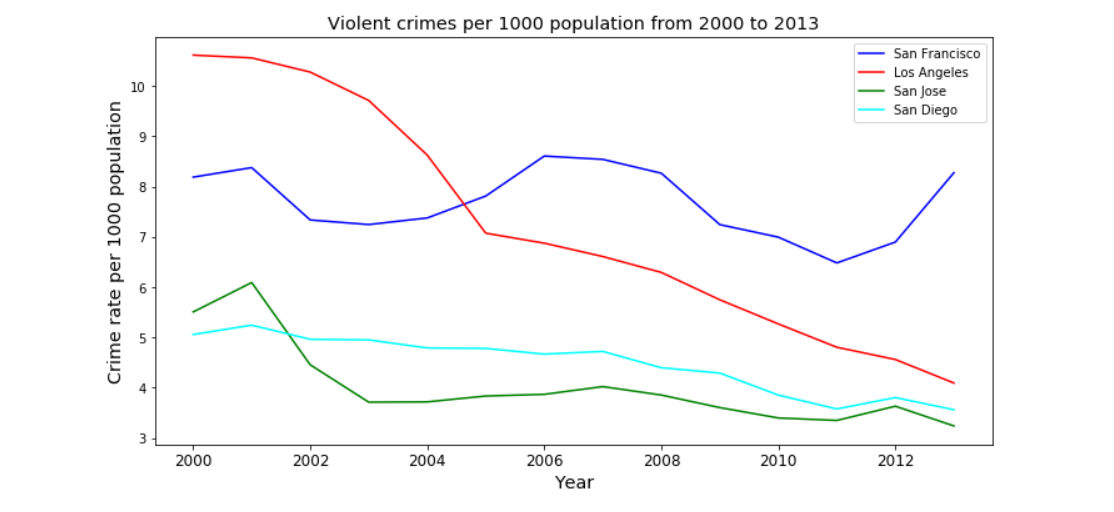 Violent crimes per 1000 population from 2000 to 2013
San Francisco
Los Angeles
San Jose
San Diego
Crime rate per 1000 population
10
9
8
7
6
5
4
3
2000 2002 2004 2006 2008 2010 2012
Year